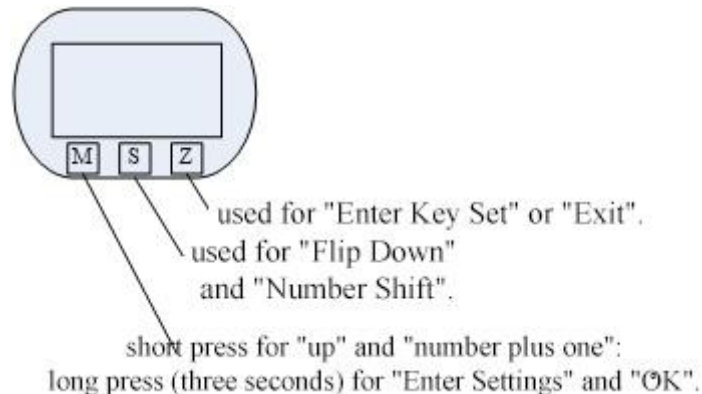 M S Z
used for "Enter Key Set" or "Exit".
used for "Flip Down"
and "Number Shift".
short press for "up" and "number plus one":
long press (three seconds) for "Enter Settings" and "OK".